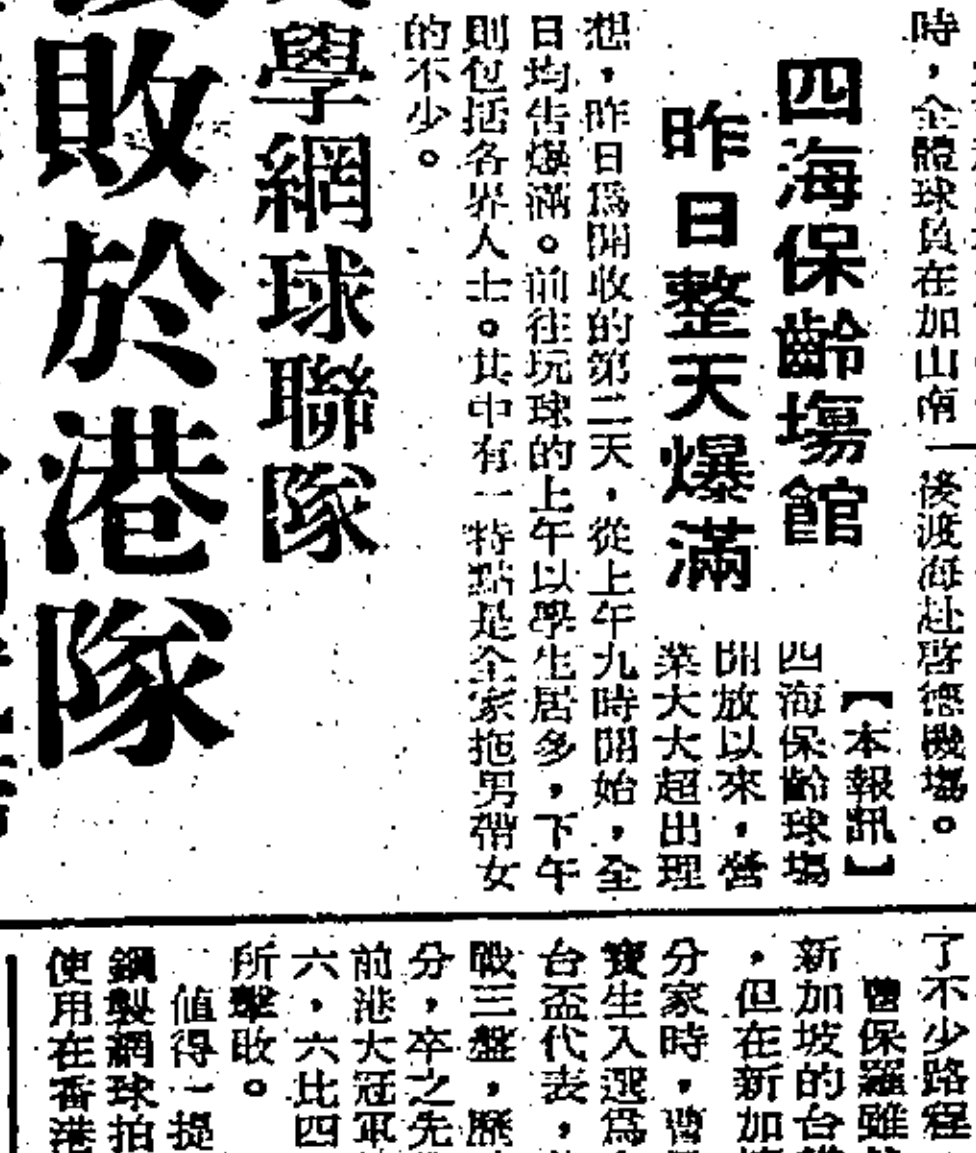 時，全體球員在加山南一後渡海赴啓德機塲。
四海保齡塲館
昨日整天爆滿
【本報訊】
四海保齡球塲
開放以來，營
業大大超出理
想，昨日爲開收的第二天，從上午九時開始，全
日均告爆滿。前往玩球的上午以學生居多，下午
則包括各界人士。其中有一特點是全家拖男帶女
的不少。
學網球聯隊
敗於港隊
了不少路程
曹保羅雖
新加坡的台
，但在新加
分家時，曹
寶生入選爲
台盃代表，
戰三盤，歷
分，卒之先
前港大冠軍
六，六比四
所擊敗。
値得一提
鋼製網球拍
使用在香港